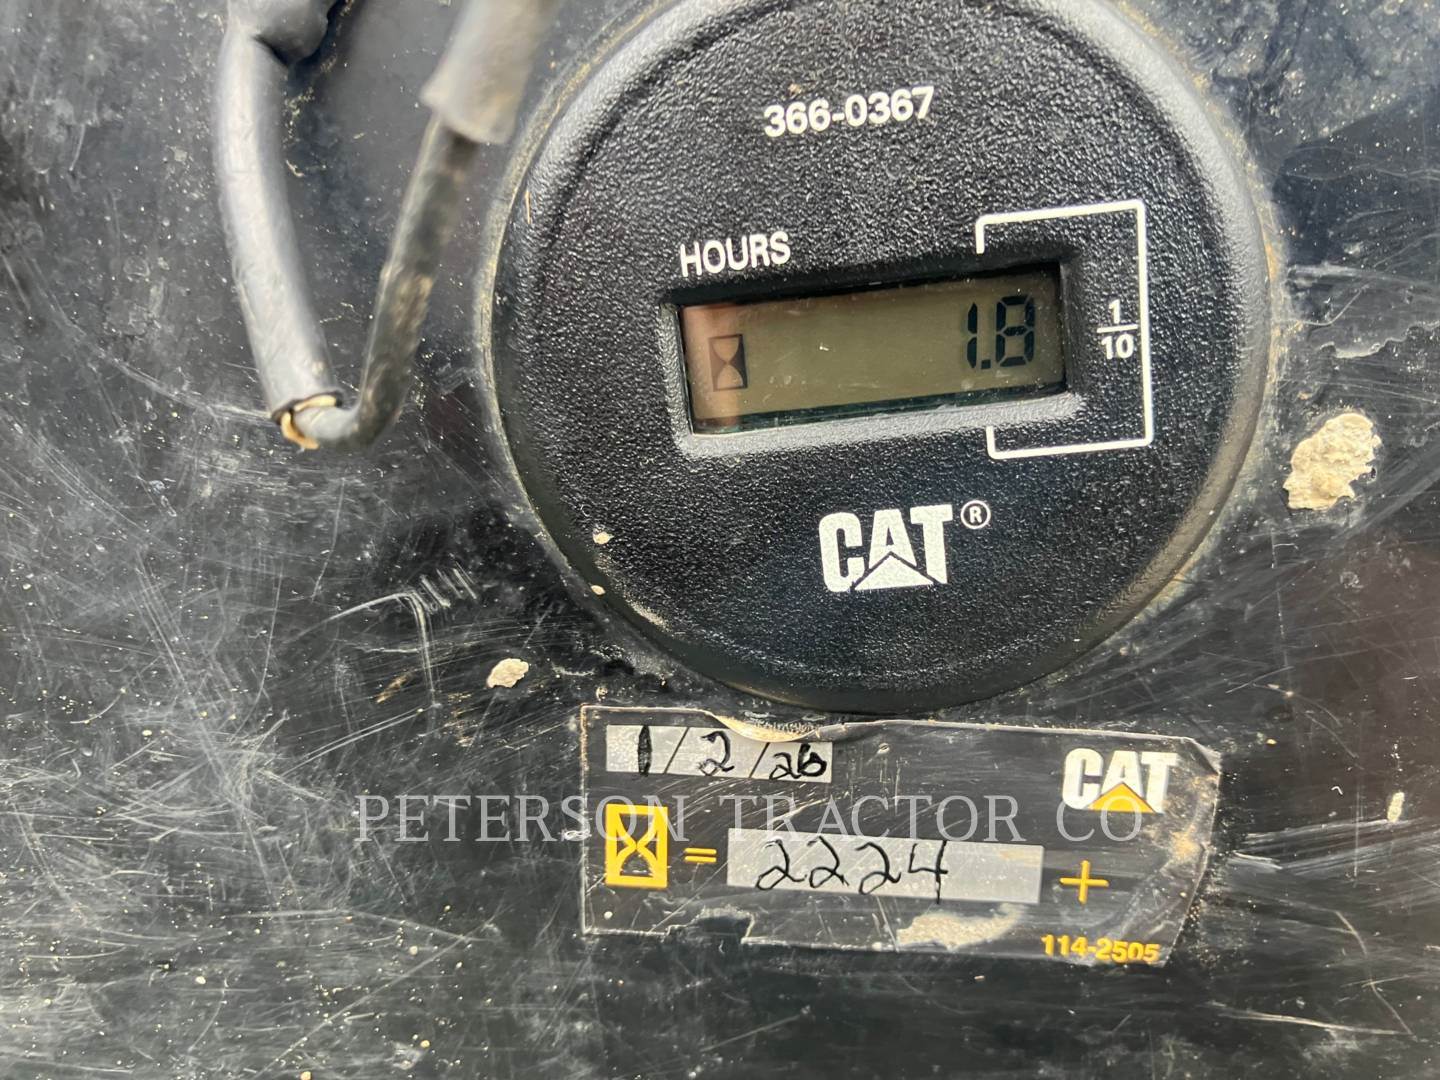 366-0367
HOURS
1.8
1/10
CAT®
1/2/26
CAT
PETERSON TRACTOR CO
= 2224 +
114-2505